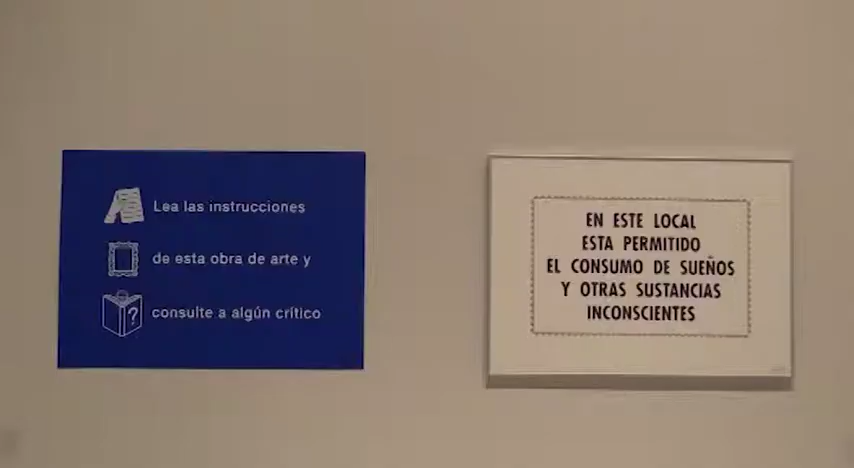 Lea las instrucciones
de esta obra de arte y
consulte a algún crítico
EN ESTE LOCAL
ESTA PERMITIDO
EL CONSUMO DE SUEÑOS
Y OTRAS SUSTANCIAS
INCONSCIENTES